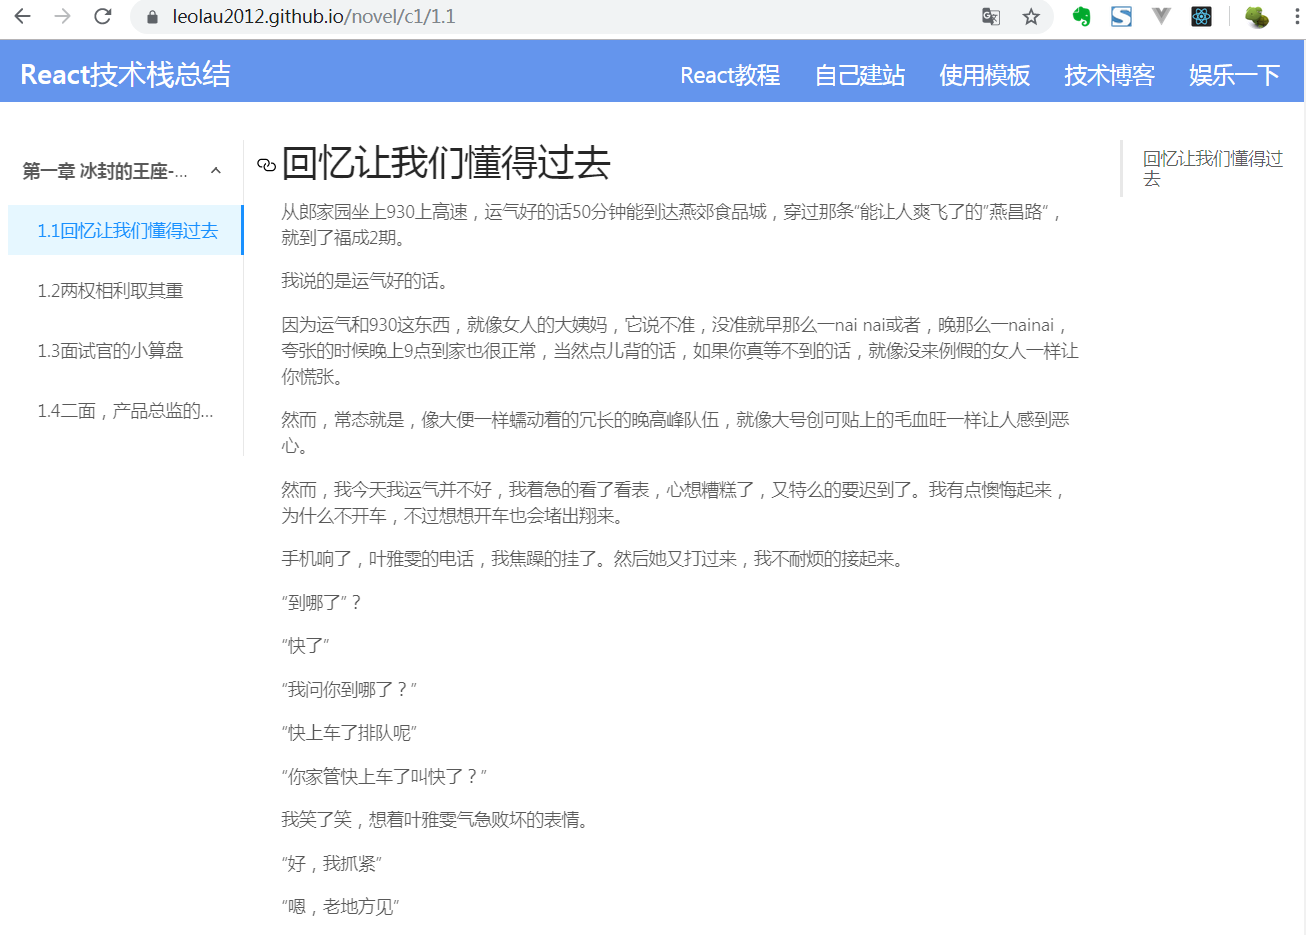 leolau2012.github.io/novel/c1/1.1
React技术栈总结
React教程
自己建站
使用模板
技术博客
娱乐一下
第一章 冰封的王座-...
1.1回忆让我们懂得过去
1.2两权相利取其重
1.3面试官的小算盘
1.4二面，产品总监的...
回忆让我们懂得过去
从郎家园坐上930上高速，运气好的话50分钟能到达燕郊食品城，穿过那条“能让人爽飞了的”燕昌路“，
就到了福成2期。
我说的是运气好的话。
因为运气和930这东西，就像女人的大姨妈，它说不准，没准就早那么一nai nai或者，晚那么一nainai，
夸张的时候晚上9点到家也很正常，当然点儿背的话，如果你真等不到的话，就像没来例假的女人一样让
你慌张。
然而，常态就是，像大便一样蠕动着的冗长的晚高峰队伍，就像大号创可贴上的毛血旺一样让人感到恶
心。
然而，我今天我运气并不好，我着急的看了看表，心想糟糕了，又特么的要迟到了。我有点懊悔起来，
为什么不开车，不过想想开车也会堵出翔来。
手机响了，叶雅雯的电话，我焦躁的挂了。然后她又打过来，我不耐烦的接起来。
“到哪了”？
“快了”
“我问你到哪了？”
“快上车了排队呢”
“你家管快上车了叫快了？”
我笑了笑，想着叶雅雯气急败坏的表情。
“好，我抓紧”
“嗯，老地方见”
回忆让我们懂得过
去